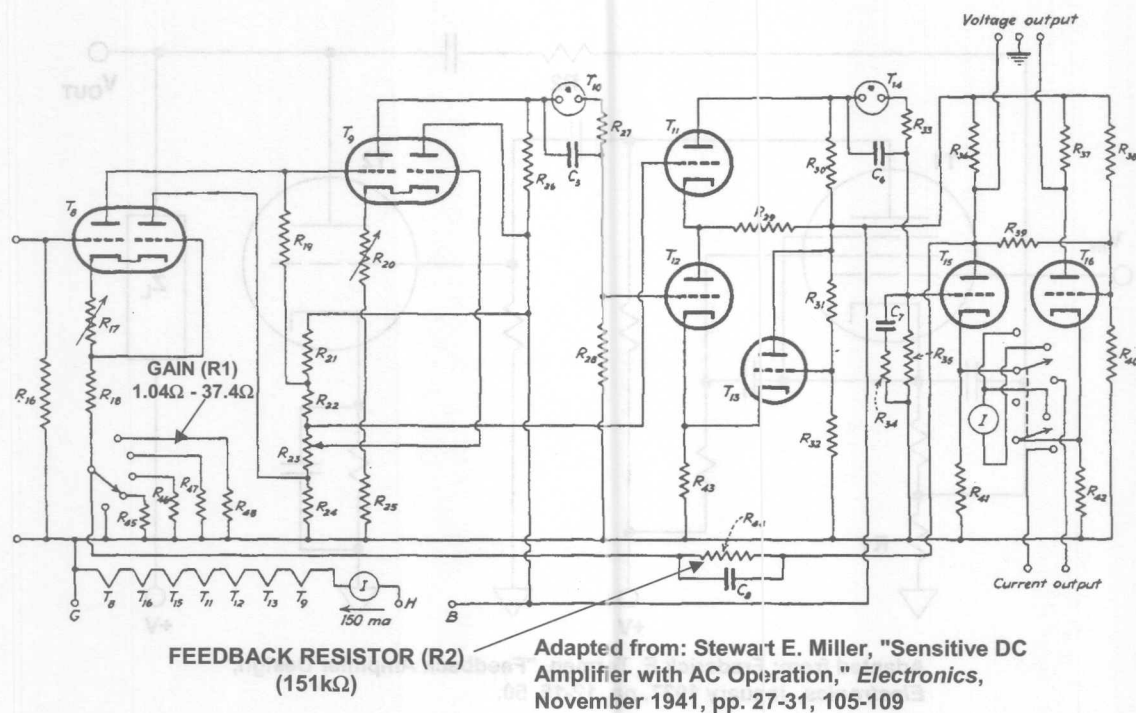 Voltage output
T10
T14
T9
R27
C5
R26
T11
R33
C6
R30
R36
R37
R38
T8
R19
R20
R29
R39
T12
T15
T16
R17
R21
R28
R31
C7
R35
T13
R34
R40
GAIN (R1)
1.04Ω - 37.4Ω
R16
R18
R22
R23
R32
I
R24
R25
R43
R41
R42
R45
R46
R47
R48
C8
T8 T16 T15 T11 T12 T13 T9
I
150 ma
G
H
B
Current output
FEEDBACK RESISTOR (R2)
(151kΩ)
Adapted from: Stewart E. Miller, "Sensitive DC
Amplifier with AC Operation," Electronics,
November 1941, pp. 27-31, 105-109
VOUT